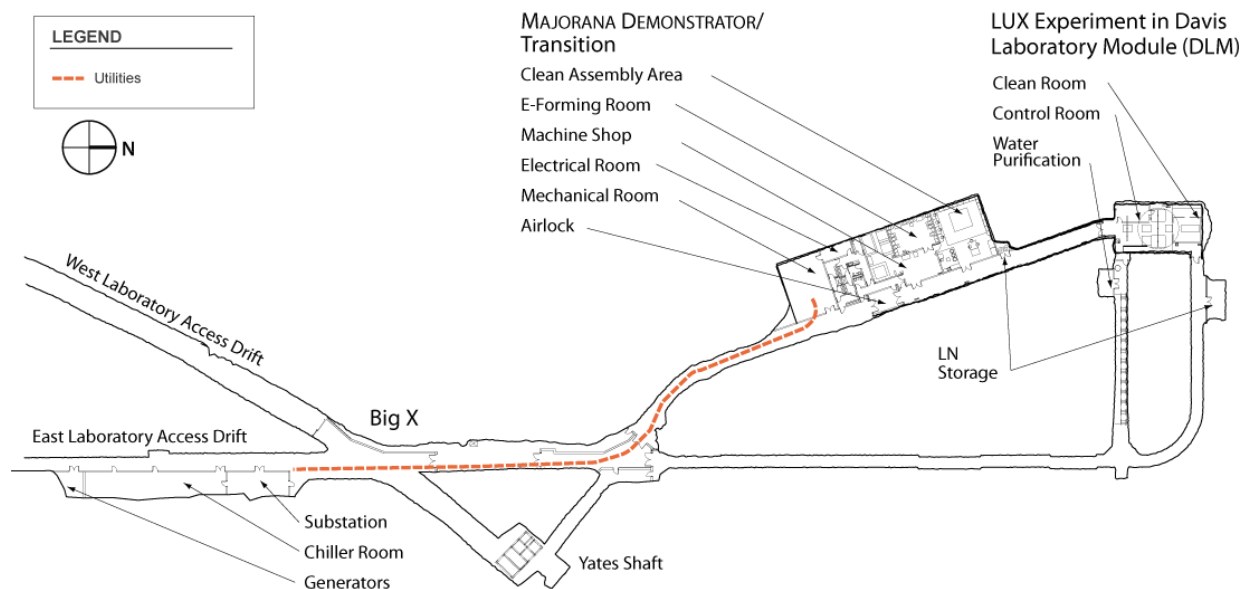 LEGEND
Utilities
N
MAJORANA DEMONSTRATOR/
Transition
Clean Assembly Area
E-Forming Room
Machine Shop
Electrical Room
Mechanical Room
Airlock
LUX Experiment in Davis
Laboratory Module (DLM)
Clean Room
Control Room
Water
Purification
LN
Storage
West Laboratory Access Drift
Big X
East Laboratory Access Drift
Substation
Chiller Room
Generators
Yates Shaft